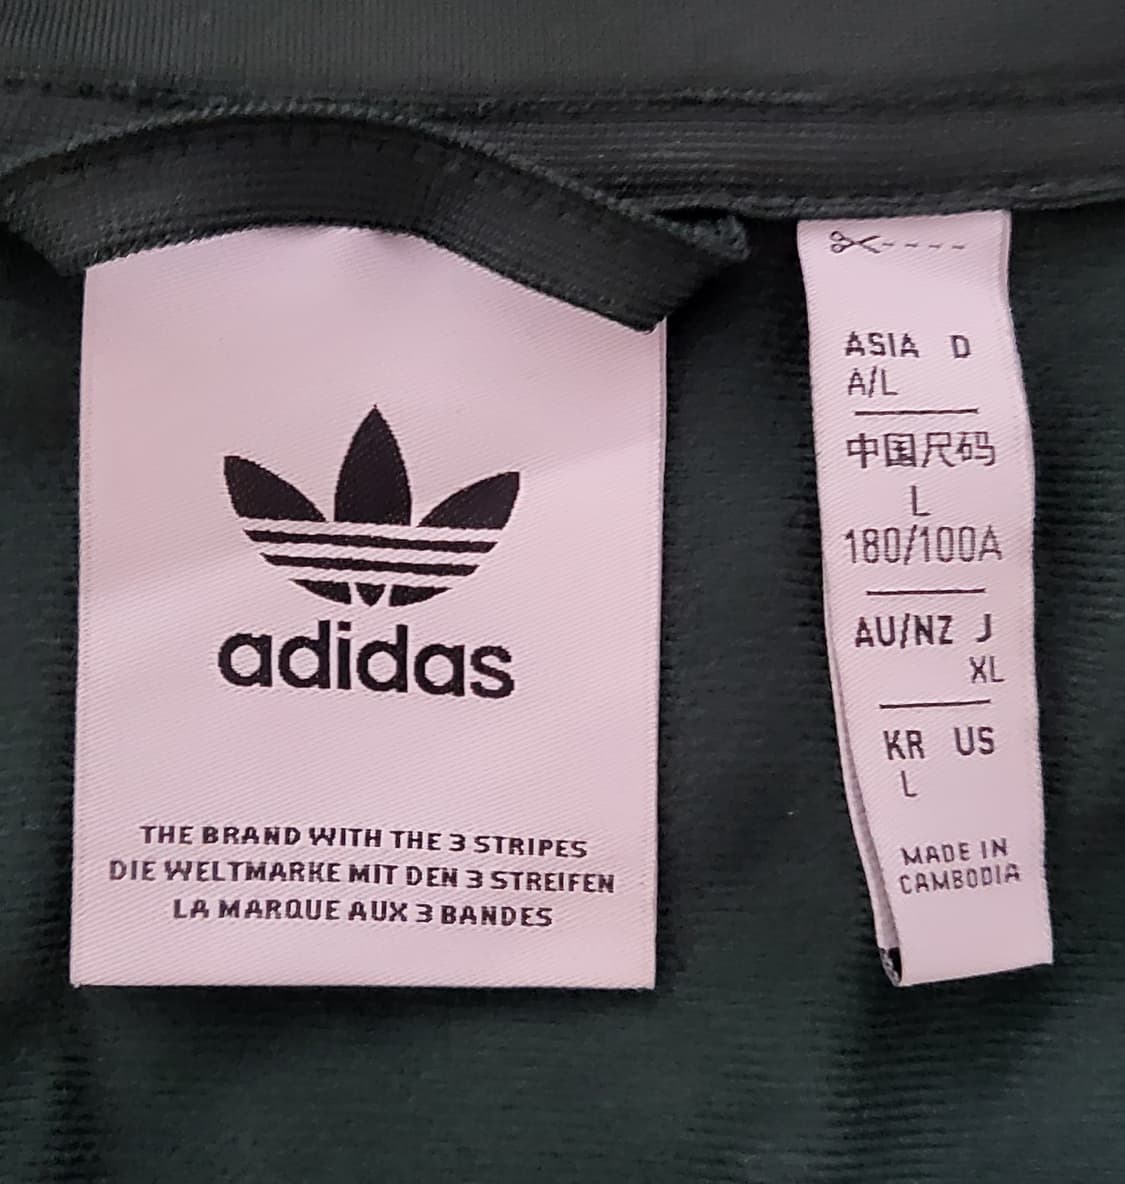 adidas
THE BRAND WITH THE 3 STRIPES
DIE WELTMARKE MIT DEN 3 STREIFEN
LA MARQUE AUX 3 BANDES
ASIA D
A/L
中国尺码
L
180/100A
AU/NZ J
XL
KR US
L
MADE IN
CAMBODIA